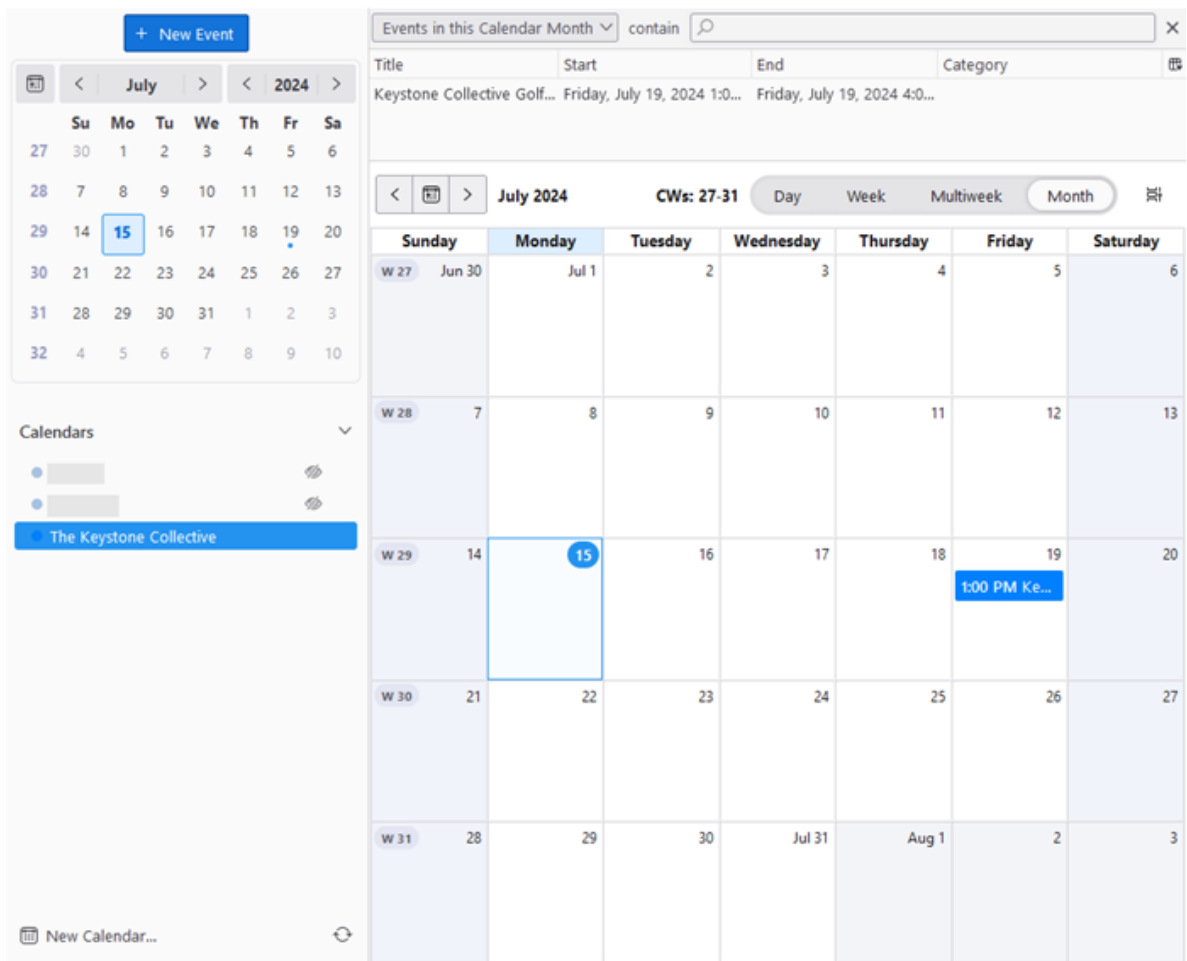 + New Event
July 2024
Su Mo Tu We Th Fr Sa
27 30 1 2 3 4 5 6
28 7 8 9 10 11 12 13
29 14 15 16 17 18 19 20
30 21 22 23 24 25 26 27
31 28 29 30 31 1 2 3
32 4 5 6 7 8 9 10
Calendars
The Keystone Collective
New Calendar...
Events in this Calendar Month contain
Title Start End Category
Keystone Collective Golf... Friday, July 19, 2024 1:0... Friday, July 19, 2024 4:0...
July 2024 CWs: 27-31 Day Week Multiweek Month
Sunday Monday Tuesday Wednesday Thursday Friday Saturday
W 27 Jun 30 Jul 1 2 3 4 5 6
W 28 7 8 9 10 11 12 13
W 29 14 15 16 17 18 19 20
1:00 PM Ke...
W 30 21 22 23 24 25 26 27
W 31 28 29 30 Jul 31 Aug 1 2 3